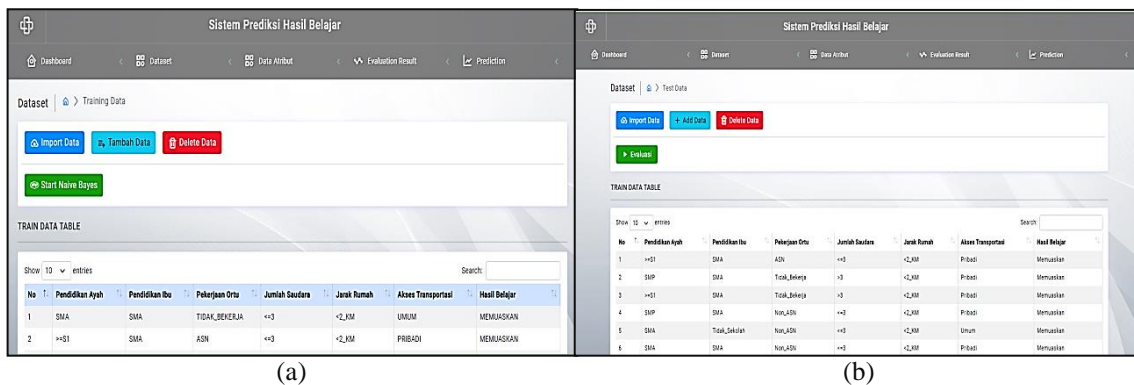 Sistem Prediksi Hasil Belajar
Dashboard Dataset Data Atribut Evaluation Result Prediction
Dataset Training Data
Import Data Tambah Data Delete Data
Start Naive Bayes
TRAIN DATA TABLE
Show 10 entries Search:
No Pendidikan Ayah Pendidikan Ibu Pekerjaan Ortu Jumlah Saudara Jarak Rumah Akses Transportasi Hasil Belajar
1 SMA SMA TIDAK_BEKERJA <=3 <2_KM UMUM MEMUASKAN
2 >=S1 SMA ASN <=3 <2_KM PRIBADI MEMUASKAN
(a)
Sistem Prediksi Hasil Belajar
Dashboard Dataset Data Atribut Evaluation Result Prediction
Dataset Test Data
Import Data + Add Data Delete Data
Evaluasi
TRAIN DATA TABLE
Show 10 entries Search:
No Pendidikan Ayah Pendidikan Ibu Pekerjaan Ortu Jumlah Saudara Jarak Rumah Akses Transportasi Hasil Belajar
1 >=S1 SMA ASN <=3 <2_KM Pribadi Memuaskan
2 SMP SMA Tidak_Bekerja >3 <2_KM Pribadi Memuaskan
3 >=S1 SMA Tidak_Bekerja >3 <2_KM Pribadi Memuaskan
4 SMP SMA Non_ASN <=3 <2_KM Pribadi Memuaskan
5 SMA Tidak_Sekolah Non_ASN <=3 <2_KM Umum Memuaskan
6 SMA SMA Non_ASN <=3 <2_KM Pribadi Memuaskan
(b)